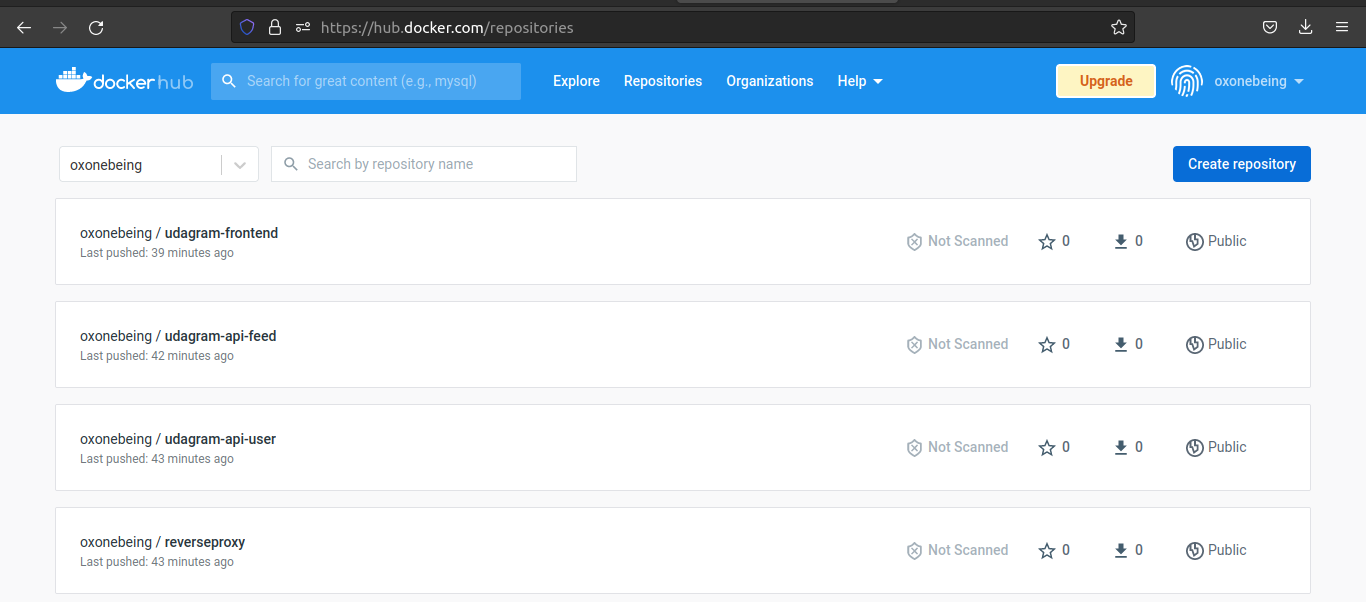 https://hub.docker.com/repositories
dockerhub Search for great content (e.g., mysql) Explore Repositories Organizations Help Upgrade oxonebeing
oxonebeing Search by repository name Create repository
oxonebeing / udagram-frontend
Last pushed: 39 minutes ago
Not Scanned 0 0 Public
oxonebeing / udagram-api-feed
Last pushed: 42 minutes ago
Not Scanned 0 0 Public
oxonebeing / udagram-api-user
Last pushed: 43 minutes ago
Not Scanned 0 0 Public
oxonebeing / reverseproxy
Last pushed: 43 minutes ago
Not Scanned 0 0 Public